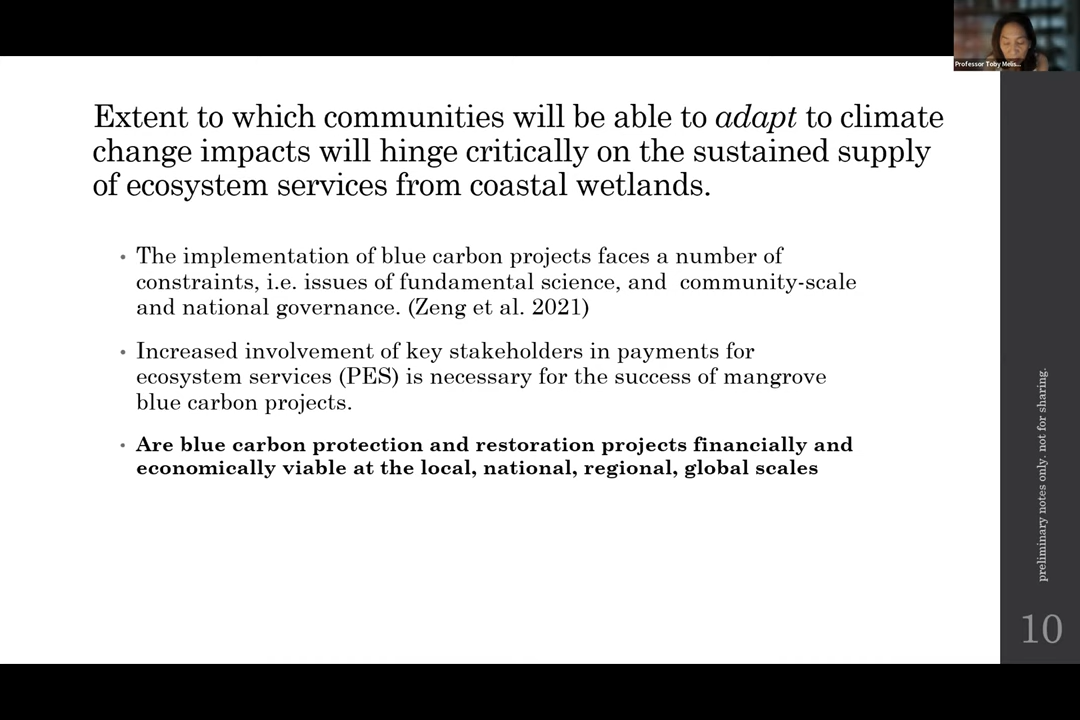 Professor Toby Melis...
Extent to which communities will be able to adapt to climate
change impacts will hinge critically on the sustained supply
of ecosystem services from coastal wetlands.
• The implementation of blue carbon projects faces a number of
constraints, i.e. issues of fundamental science, and  community-scale
and national governance. (Zeng et al. 2021)
• Increased involvement of key stakeholders in payments for
ecosystem services (PES) is necessary for the success of mangrove
blue carbon projects.
• Are blue carbon protection and restoration projects financially and
economically viable at the local, national, regional, global scales
preliminary notes only. not for sharing.
10